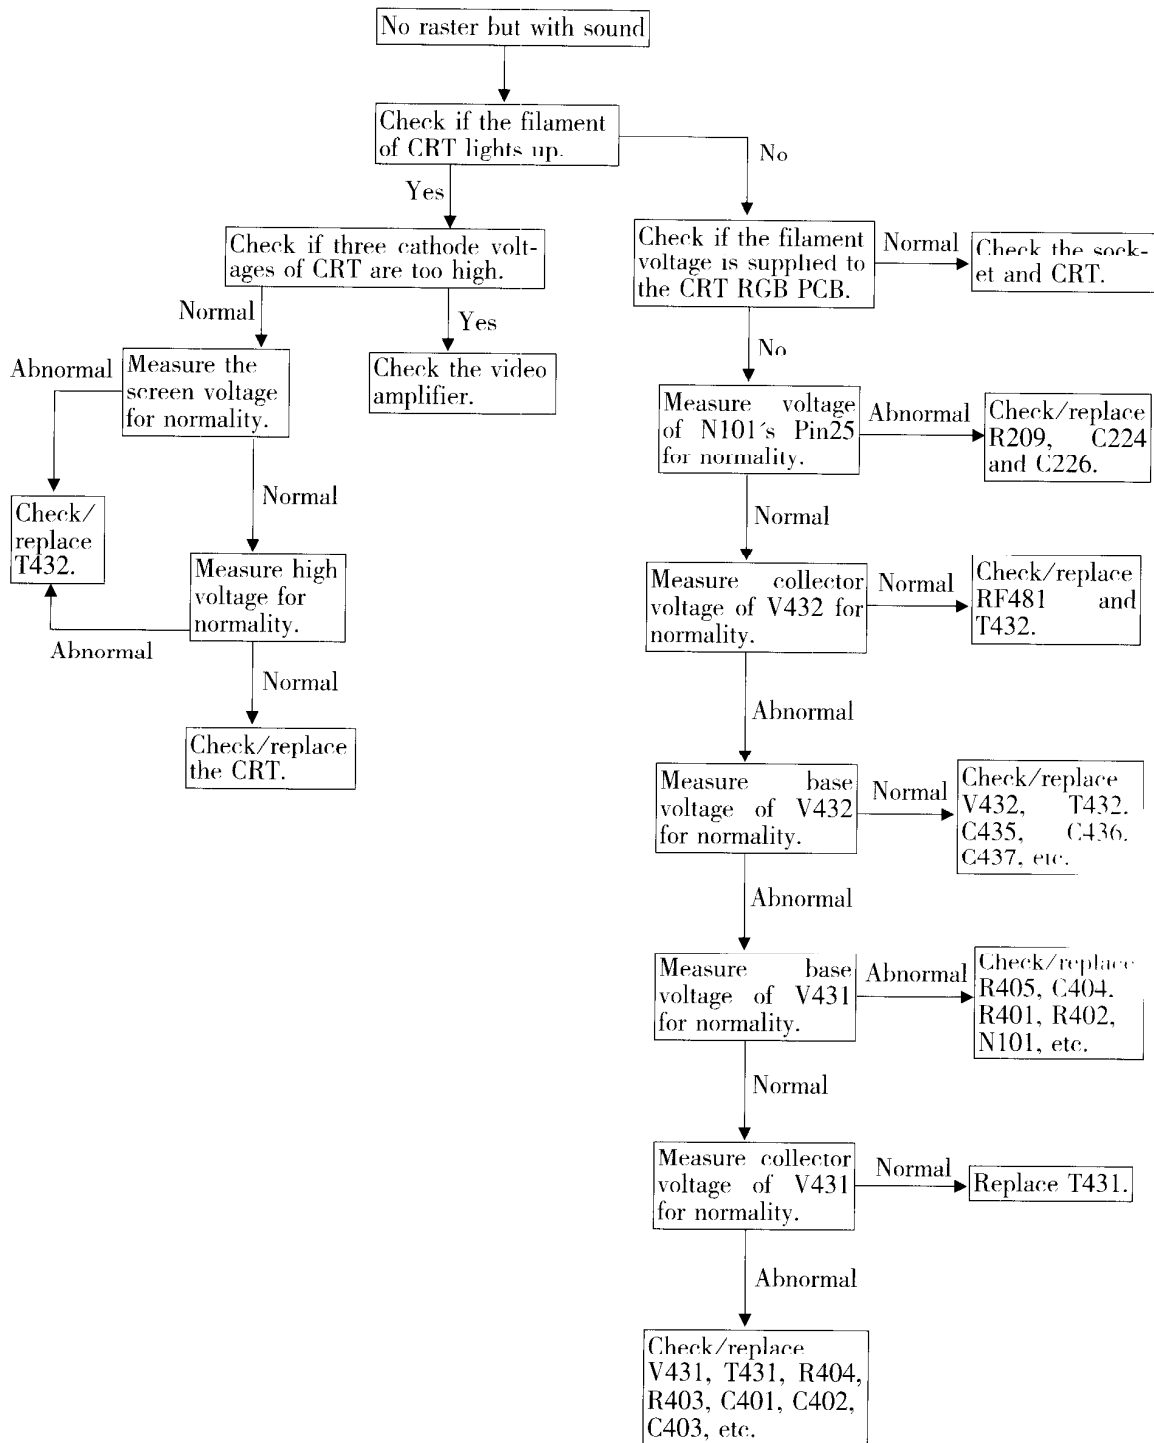 No raster but with sound
Check if the filament
of CRT lights up.
No
Yes
Check if three cathode volt-
ages of CRT are too high.
Check if the filament
voltage is supplied to
the CRT RGB PCB.
Normal
Check the sock-
et and CRT.
Normal
Yes
No
Abnormal
Measure the
screen voltage
for normality.
Check the video
amplifier.
Measure voltage
of N101's Pin25
for normality.
Abnormal
Check/replace
R209, C224
and C226.
Normal
Normal
Check/
replace
T432.
Measure high
voltage for
normality.
Abnormal
Measure collector
voltage of V432 for
normality.
Normal
Check/replace
RF481 and
T432.
Normal
Abnormal
Check/replace
the CRT.
Measure base
voltage of V432
for normality.
Normal
Check/replace
V432, T432.
C435, C436.
C437, etc.
Abnormal
Measure base
voltage of V431
for normality.
Abnormal
Check/replace
R405, C404.
R401, R402,
N101, etc.
Normal
Measure collector
voltage of V431
for normality.
Normal
Replace T431.
Abnormal
Check/replace
V431, T431, R404,
R403, C401, C402,
C403, etc.